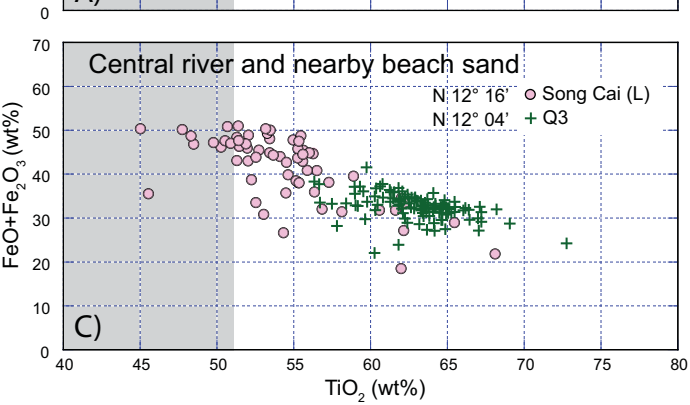 0
70
Central river and nearby beach sand
60
N 12° 16' Song Cai (L)
50
N 12° 04' Q3
40
30
20
10
C)
0
FeO+Fe₂O₃ (wt%)
40 45 50 55 60 65 70 75 80
TiO₂ (wt%)